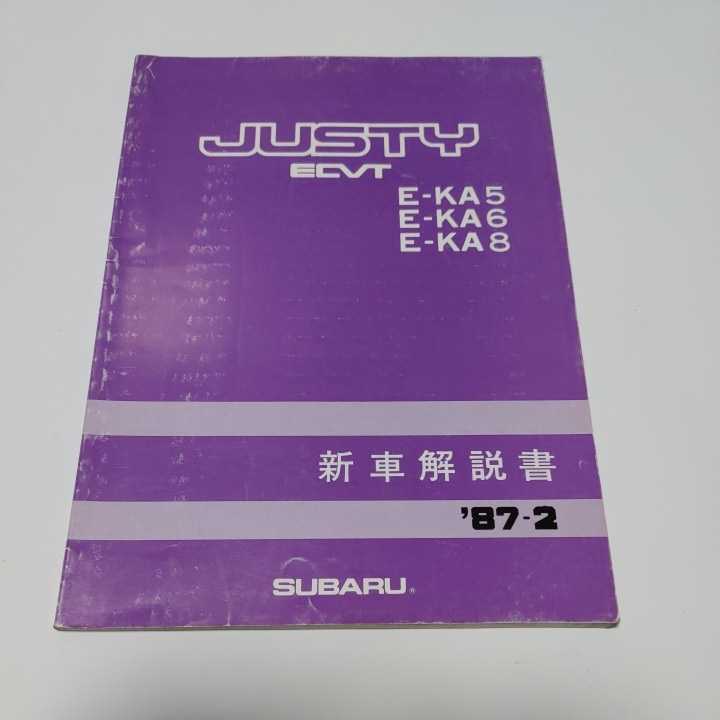 JUSTY
ECVT
E-KA5
E-KA6
E-KA8
新車解説書
'87-2
SUBARU®